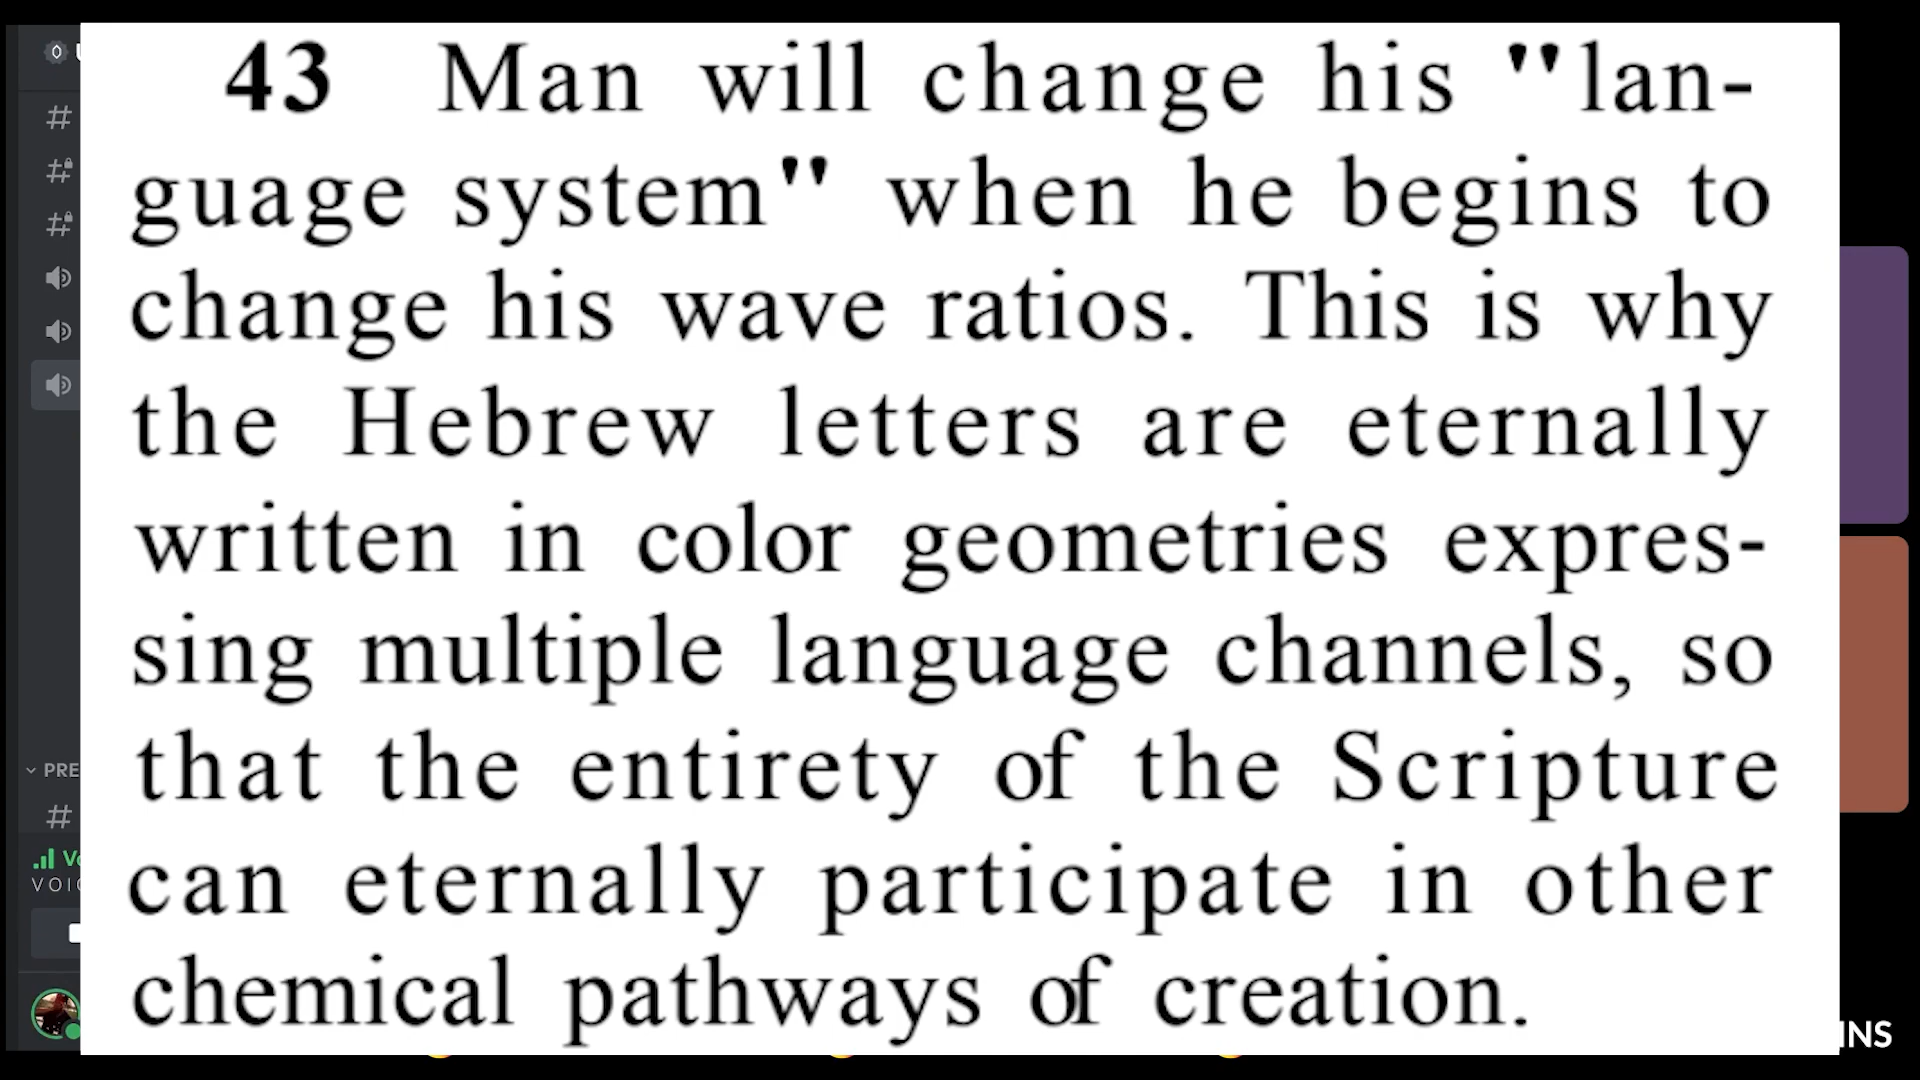 43 Man will change his "lan-
guage system" when he begins to
change his wave ratios. This is why
the Hebrew letters are eternally
written in color geometries expres-
sing multiple language channels, so
that the entirety of the Scripture
can eternally participate in other
chemical pathways of creation.
PRE